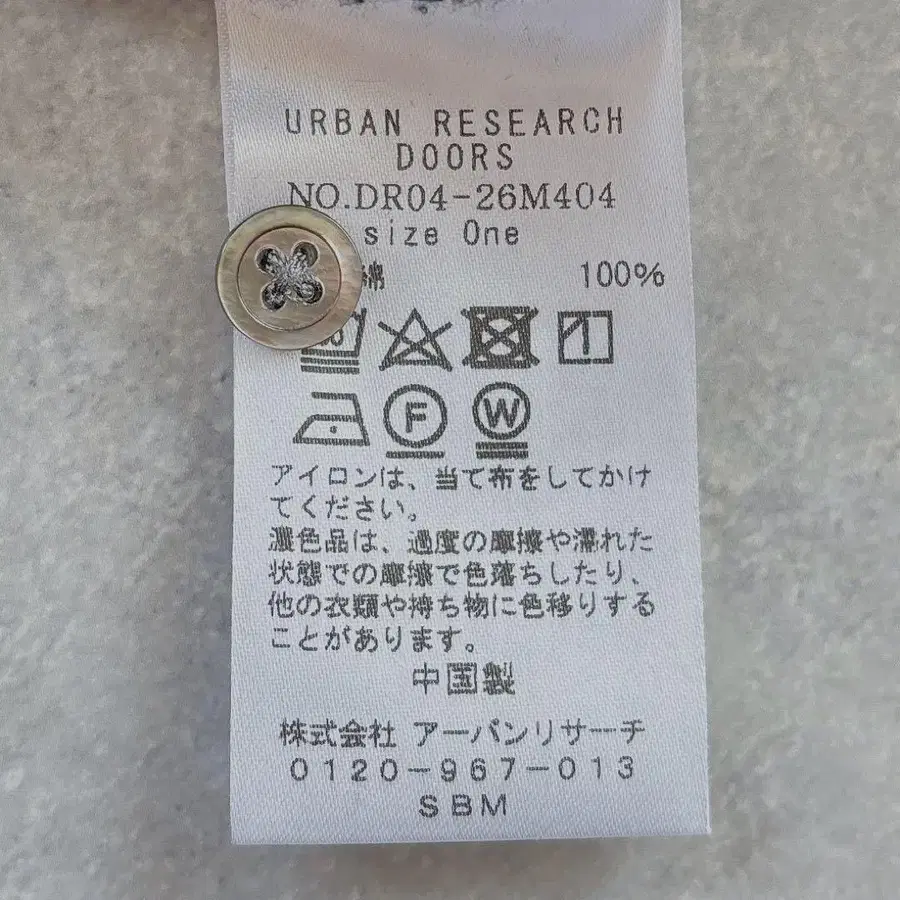 URBAN RESEARCH
DOORS
NO.DR04-26M404
size One
綿 100%
F W
アイロンは、当て布をしてかけ
てください。
濃色品は、過度の摩擦や濡れた
状態での摩擦で色落ちしたり、
他の衣類や持ち物に色移りする
ことがあります。
中国製
株式会社 アーバンリサーチ
0120-967-013
SBM